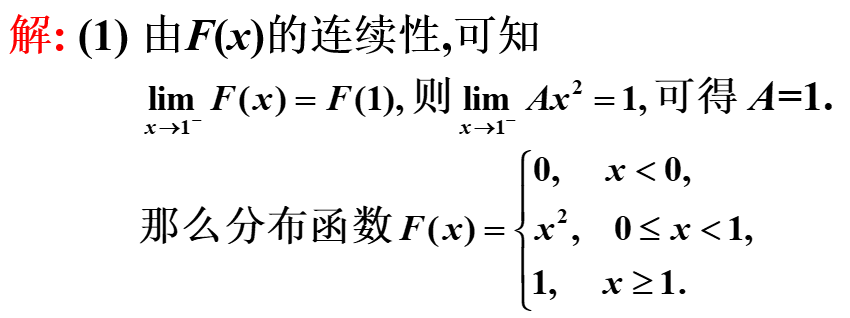 解: (1) 由F(x)的连续性,可知
lim_{x→1⁻} F(x) = F(1), 则 lim_{x→1⁻} Ax² = 1, 可得 A=1.
0, x < 0,
那么分布函数 F(x) = { x², 0 ≤ x < 1,
1, x ≥ 1.